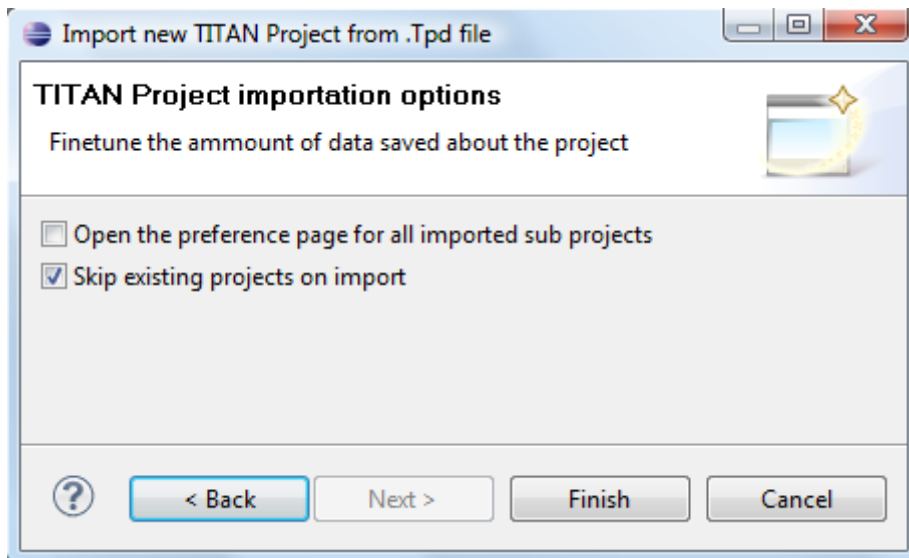 Import new TITAN Project from .Tpd file
TITAN Project importation options
Finetune the ammount of data saved about the project
Open the preference page for all imported sub projects
Skip existing projects on import
? < Back Next > Finish Cancel